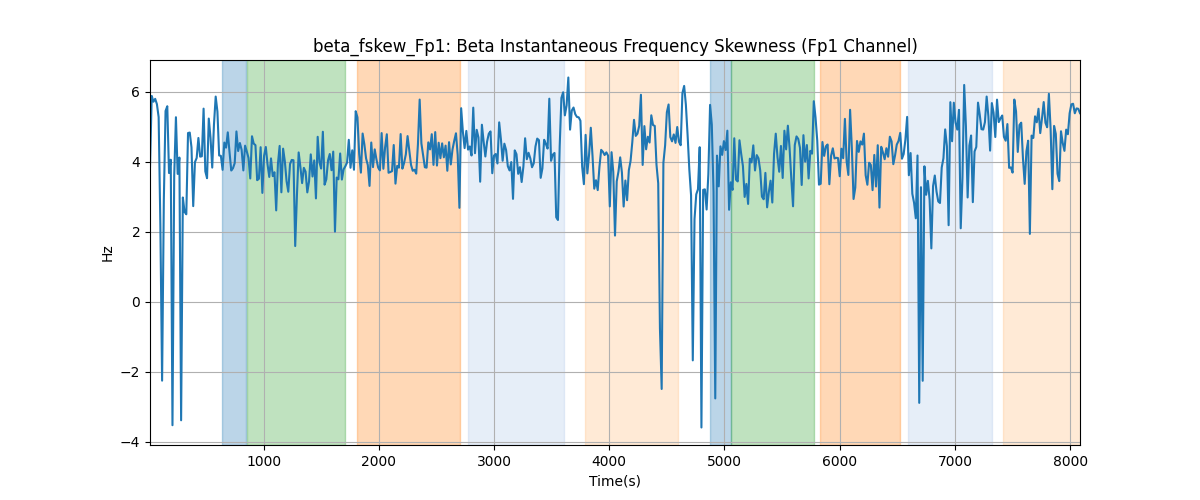 beta_fskew_Fp1: Beta Instantaneous Frequency Skewness (Fp1 Channel)
6
4
2
0
−2
−4
Hz
1000 2000 3000 4000 5000 6000 7000 8000
Time(s)